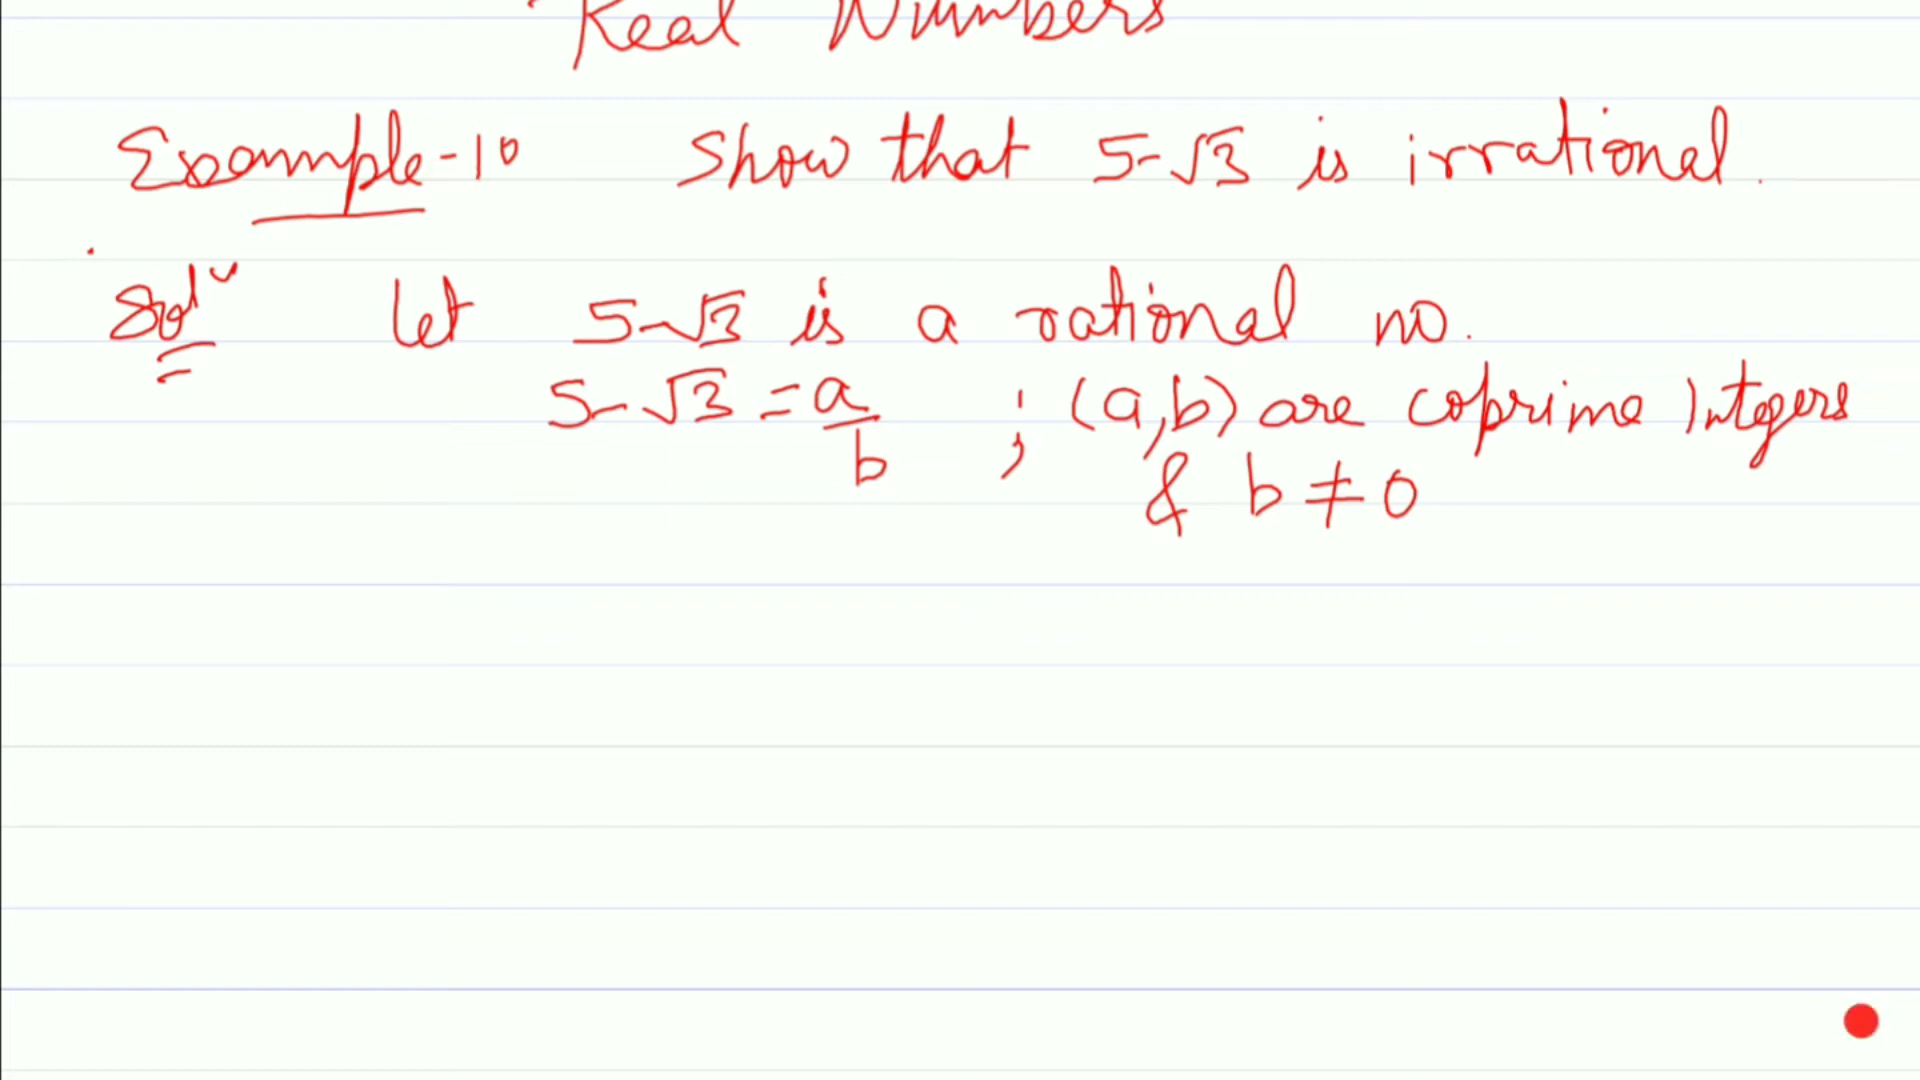 Real Numbers
Example-10 Show that 5-√3 is irrational.
Solⁿ Let 5-√3 is a rational no.
5-√3 = a/b ; (a,b) are coprime Integers
& b ≠ 0